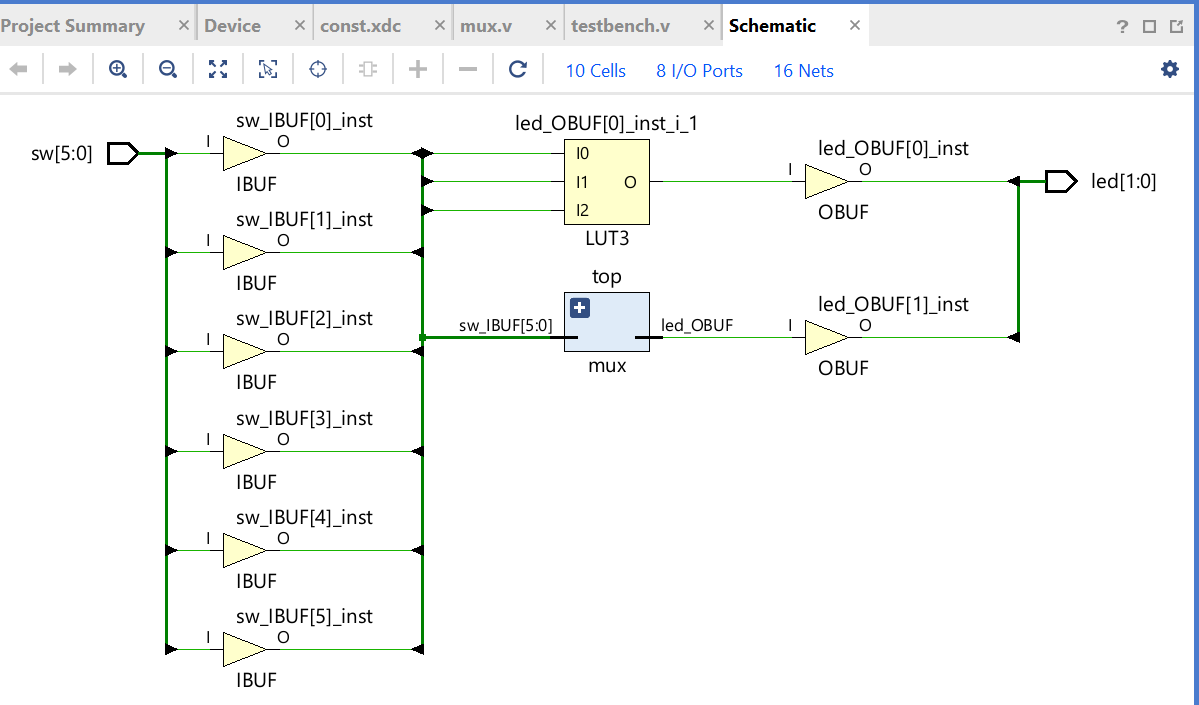 Project Summary × Device × const.xdc × mux.v × testbench.v × Schematic × ?
10 Cells 8 I/O Ports 16 Nets
sw[5:0]
sw_IBUF[0]_inst
I O
IBUF
sw_IBUF[1]_inst
I O
IBUF
sw_IBUF[2]_inst
I O
IBUF
sw_IBUF[3]_inst
I O
IBUF
sw_IBUF[4]_inst
I O
IBUF
sw_IBUF[5]_inst
I O
IBUF
led_OBUF[0]_inst_i_1
I0
I1 O
I2
LUT3
top
sw_IBUF[5:0] led_OBUF
mux
led_OBUF[0]_inst
I O
OBUF
led_OBUF[1]_inst
I O
OBUF
led[1:0]